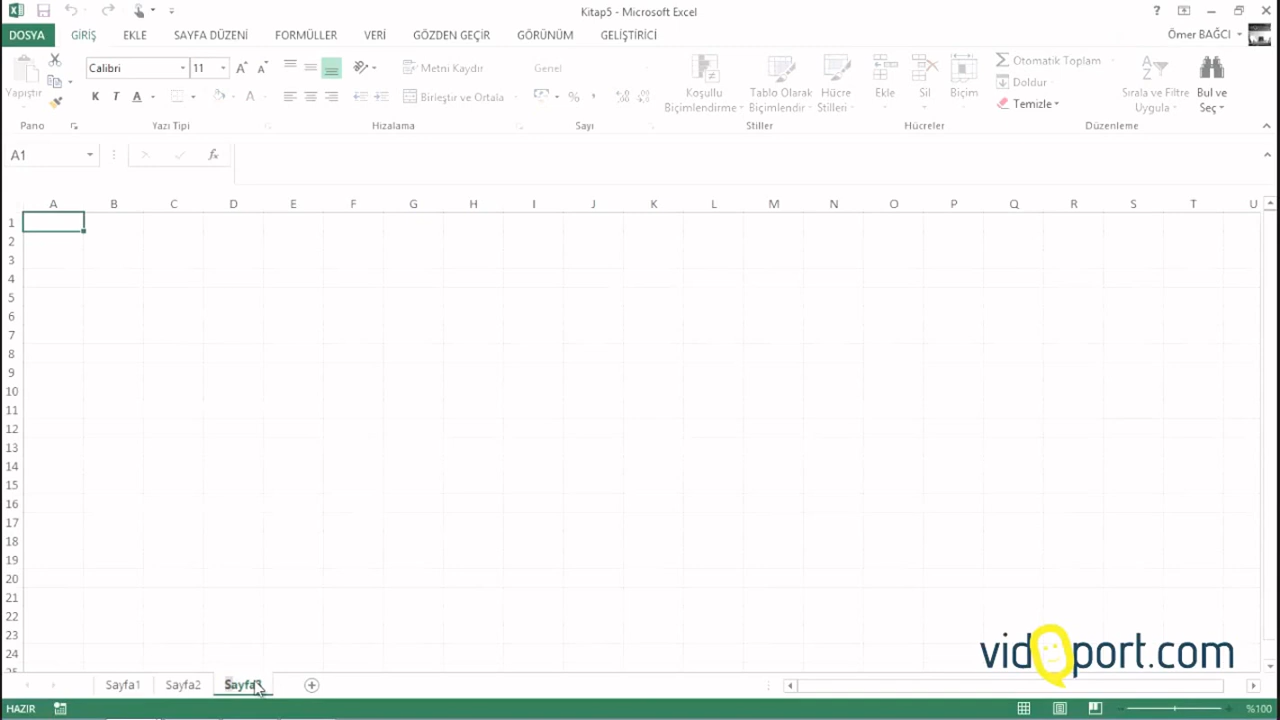 Kitap5 - Microsoft Excel
?
DOSYA GİRİŞ EKLE SAYFA DÜZENİ FORMÜLLER VERİ GÖZDEN GEÇİR GÖRÜNÜM GELİŞTİRİCİ Ömer BAĞCI
Yapıştır
Calibri 11
K T A
Metni Kaydır
Birleştir ve Ortala
Genel
%
Koşullu
Biçimlendirme
Tablo Olarak
Biçimlendir
Hücre
Stilleri
Ekle
Sil
Biçim
Otomatik Toplam
Doldur
Temizle
Sırala ve Filtre
Uygula
Bul ve
Seç
Pano Yazı Tipi Hizalama Sayı Stiller Hücreler Düzenleme
A1 fx
A B C D E F G H I J K L M N O P Q R S T U
1
2
3
4
5
6
7
8
9
10
11
12
13
14
15
16
17
18
19
20
21
22
23
24
25
vidoport.com
Sayfa1 Sayfa2 Sayfa3
HAZIR %100